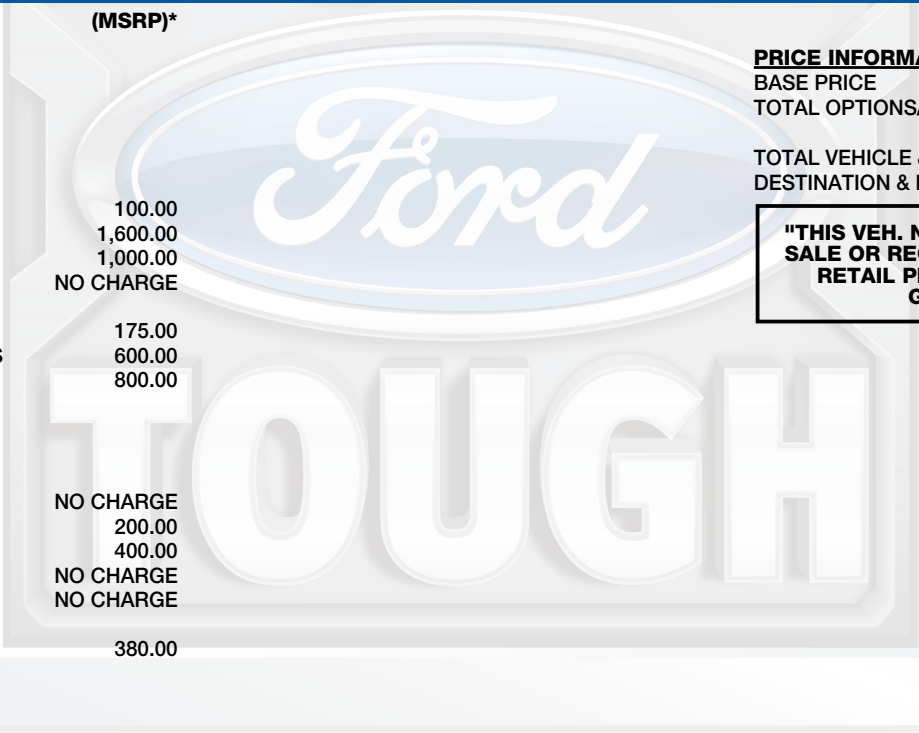 (MSRP)*
100.00
1,600.00
1,000.00
NO CHARGE
175.00
600.00
800.00
NO CHARGE
200.00
400.00
NO CHARGE
NO CHARGE
380.00
PRICE INFORMA
BASE PRICE
TOTAL OPTIONS
TOTAL VEHICLE &
DESTINATION &
"THIS VEH.
SALE OR
RETAIL
Ford
TOUGH